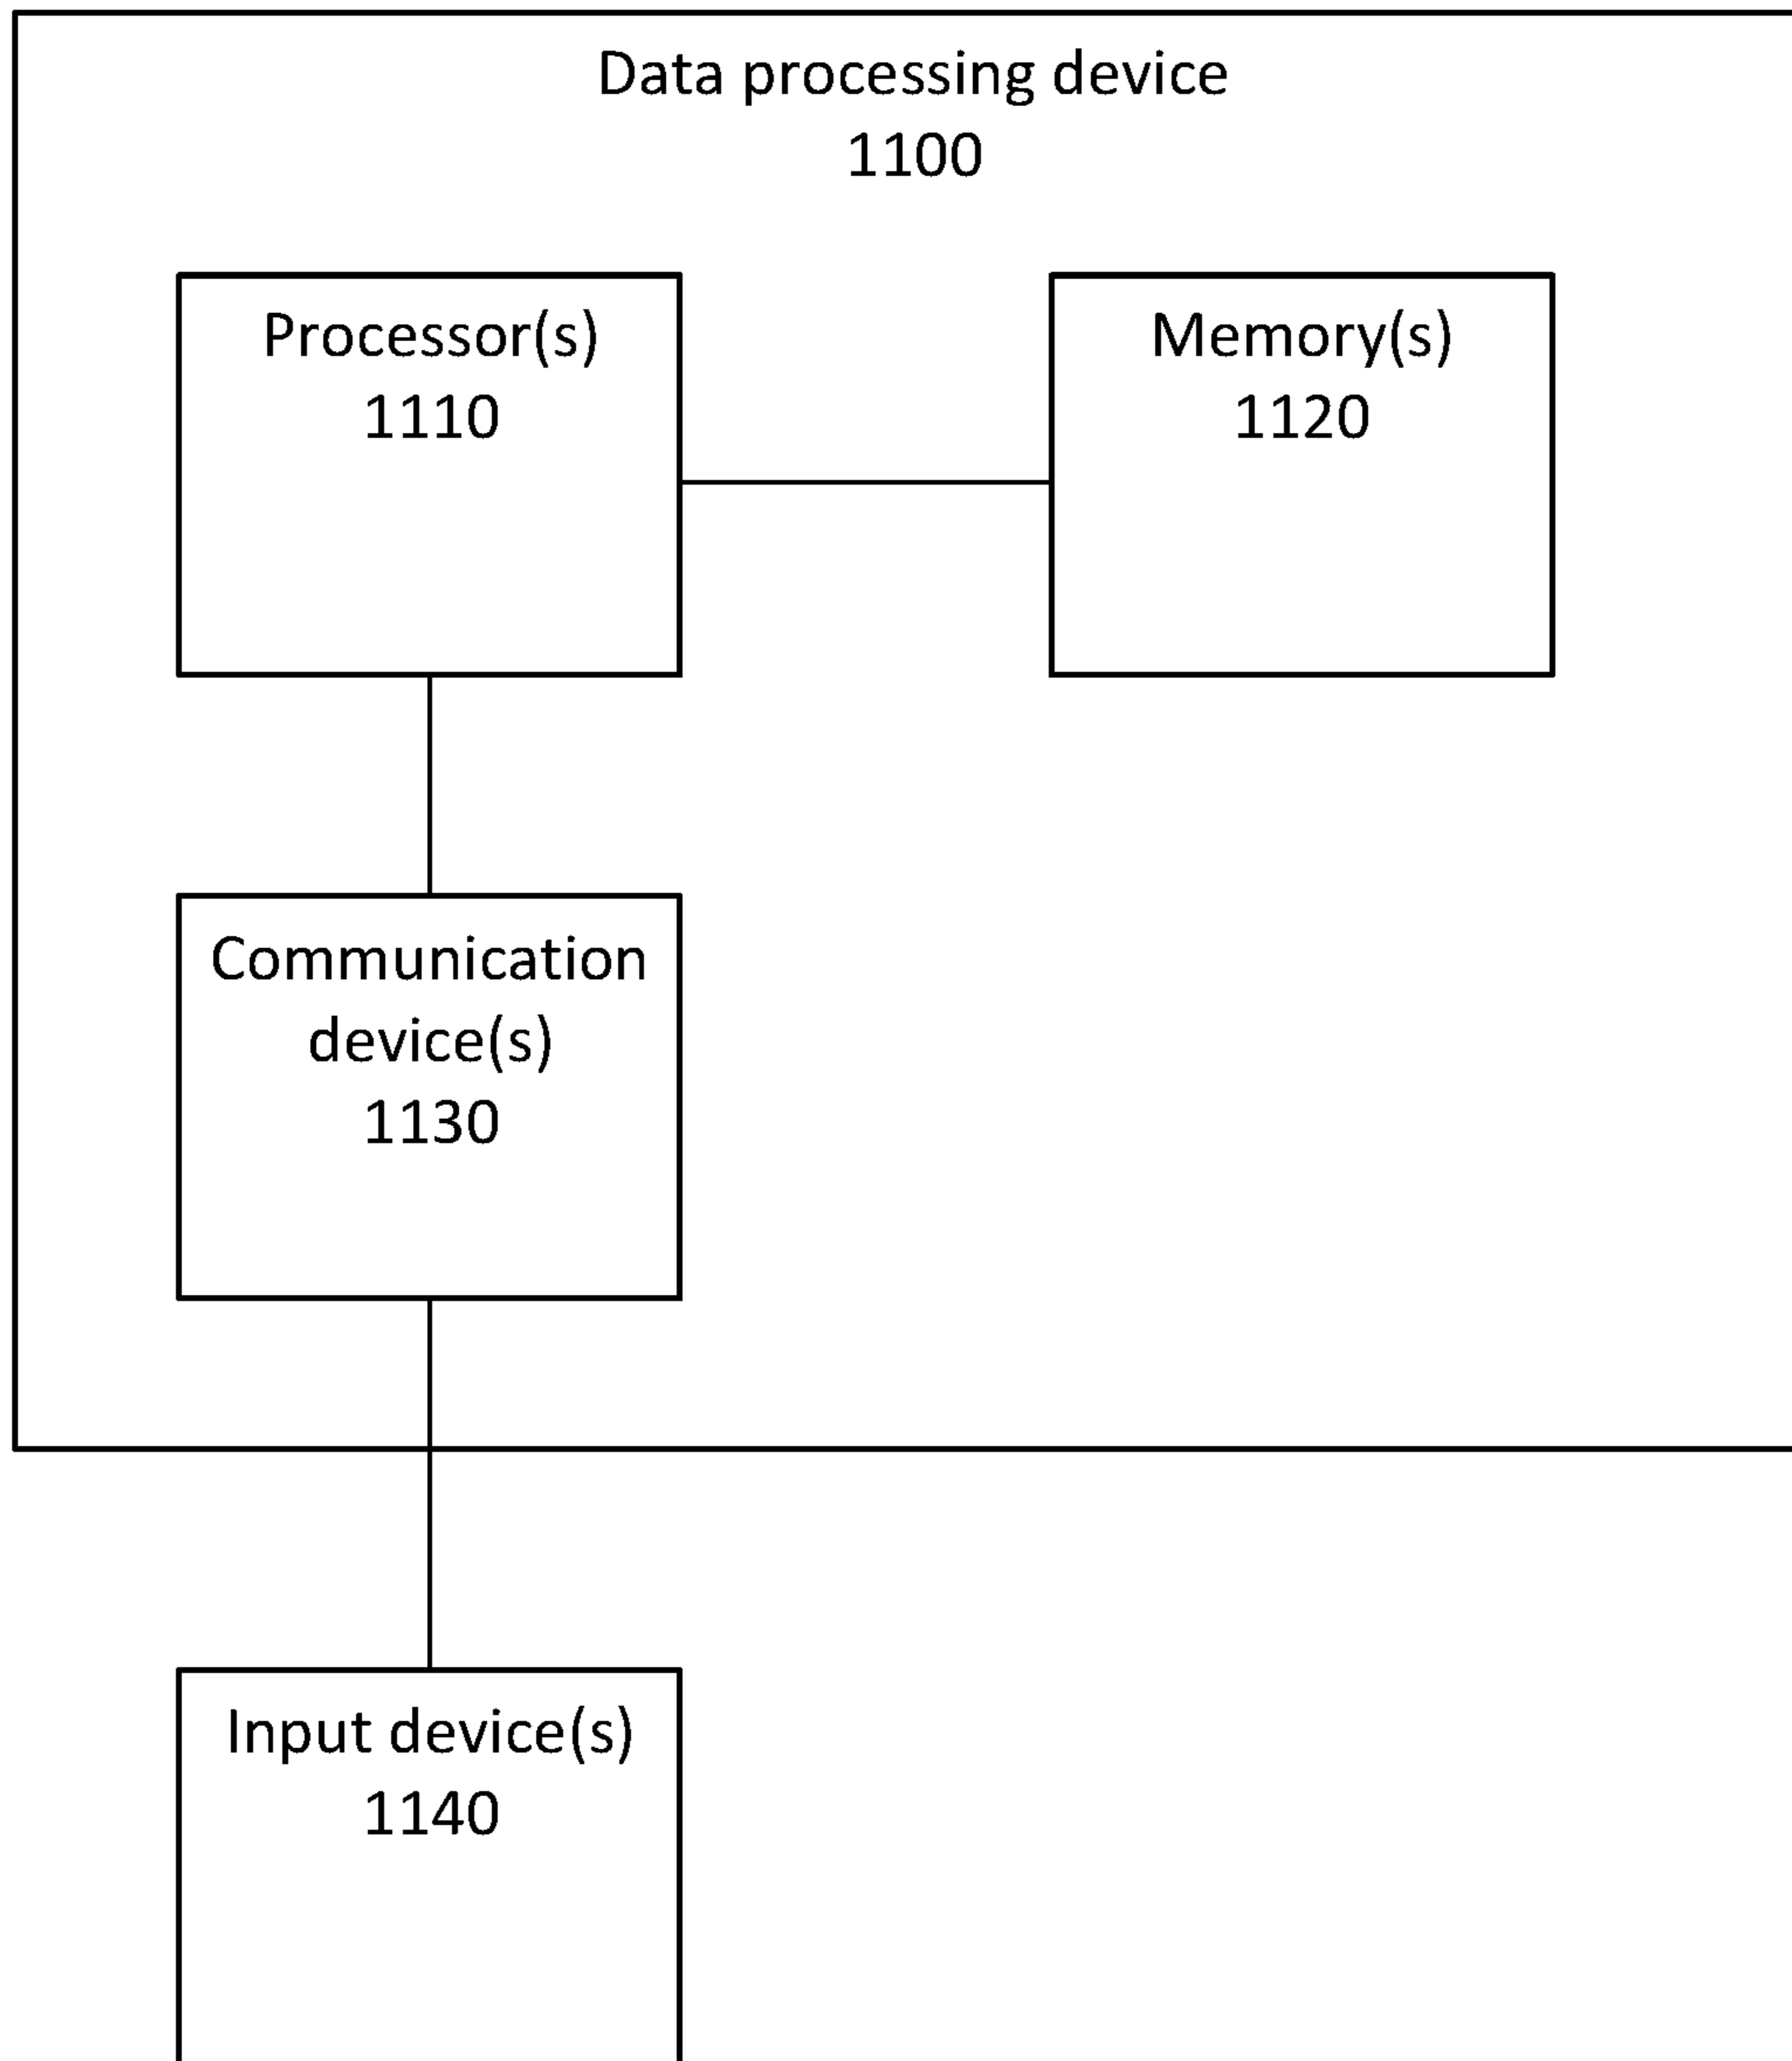 Data processing device
1100
Processor(s)
1110
Memory(s)
1120
Communication
device(s)
1130
Input device(s)
1140